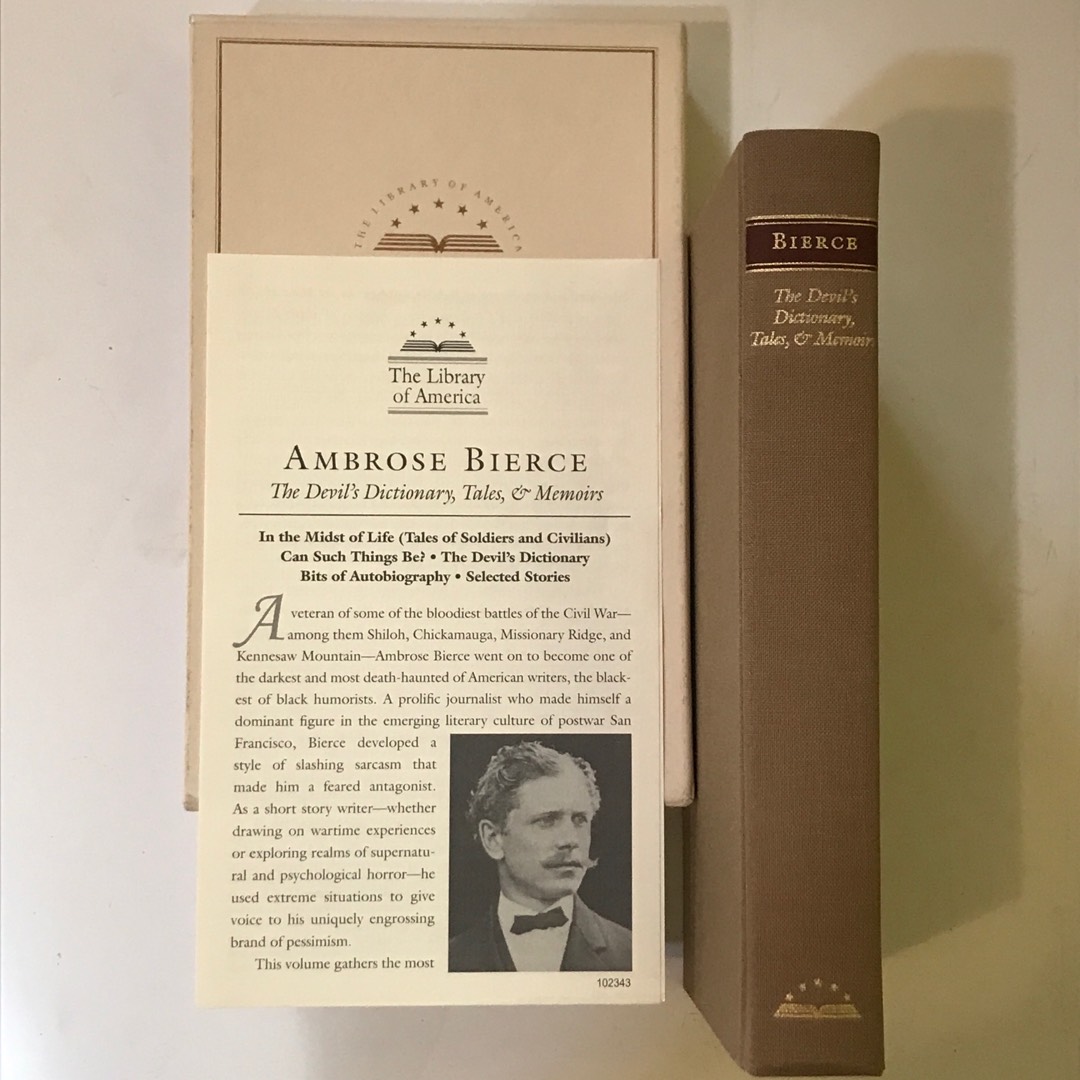 THE LIBRARY OF AMERICA
The Library
of America
AMBROSE BIERCE
The Devil's Dictionary, Tales, & Memoirs
In the Midst of Life (Tales of Soldiers and Civilians)
Can Such Things Be? • The Devil's Dictionary
Bits of Autobiography • Selected Stories
A veteran of some of the bloodiest battles of the Civil War—
among them Shiloh, Chickamauga, Missionary Ridge, and
Kennesaw Mountain—Ambrose Bierce went on to become one of
the darkest and most death-haunted of American writers, the black-
est of black humorists. A prolific journalist who made himself a
dominant figure in the emerging literary culture of postwar San
Francisco, Bierce developed a
style of slashing sarcasm that
made him a feared antagonist.
As a short story writer—whether
drawing on wartime experiences
or exploring realms of supernatu-
ral and psychological horror—he
used extreme situations to give
voice to his uniquely engrossing
brand of pessimism.
This volume gathers the most
102343
BIERCE
The Devil's
Dictionary,
Tales, & Memoirs